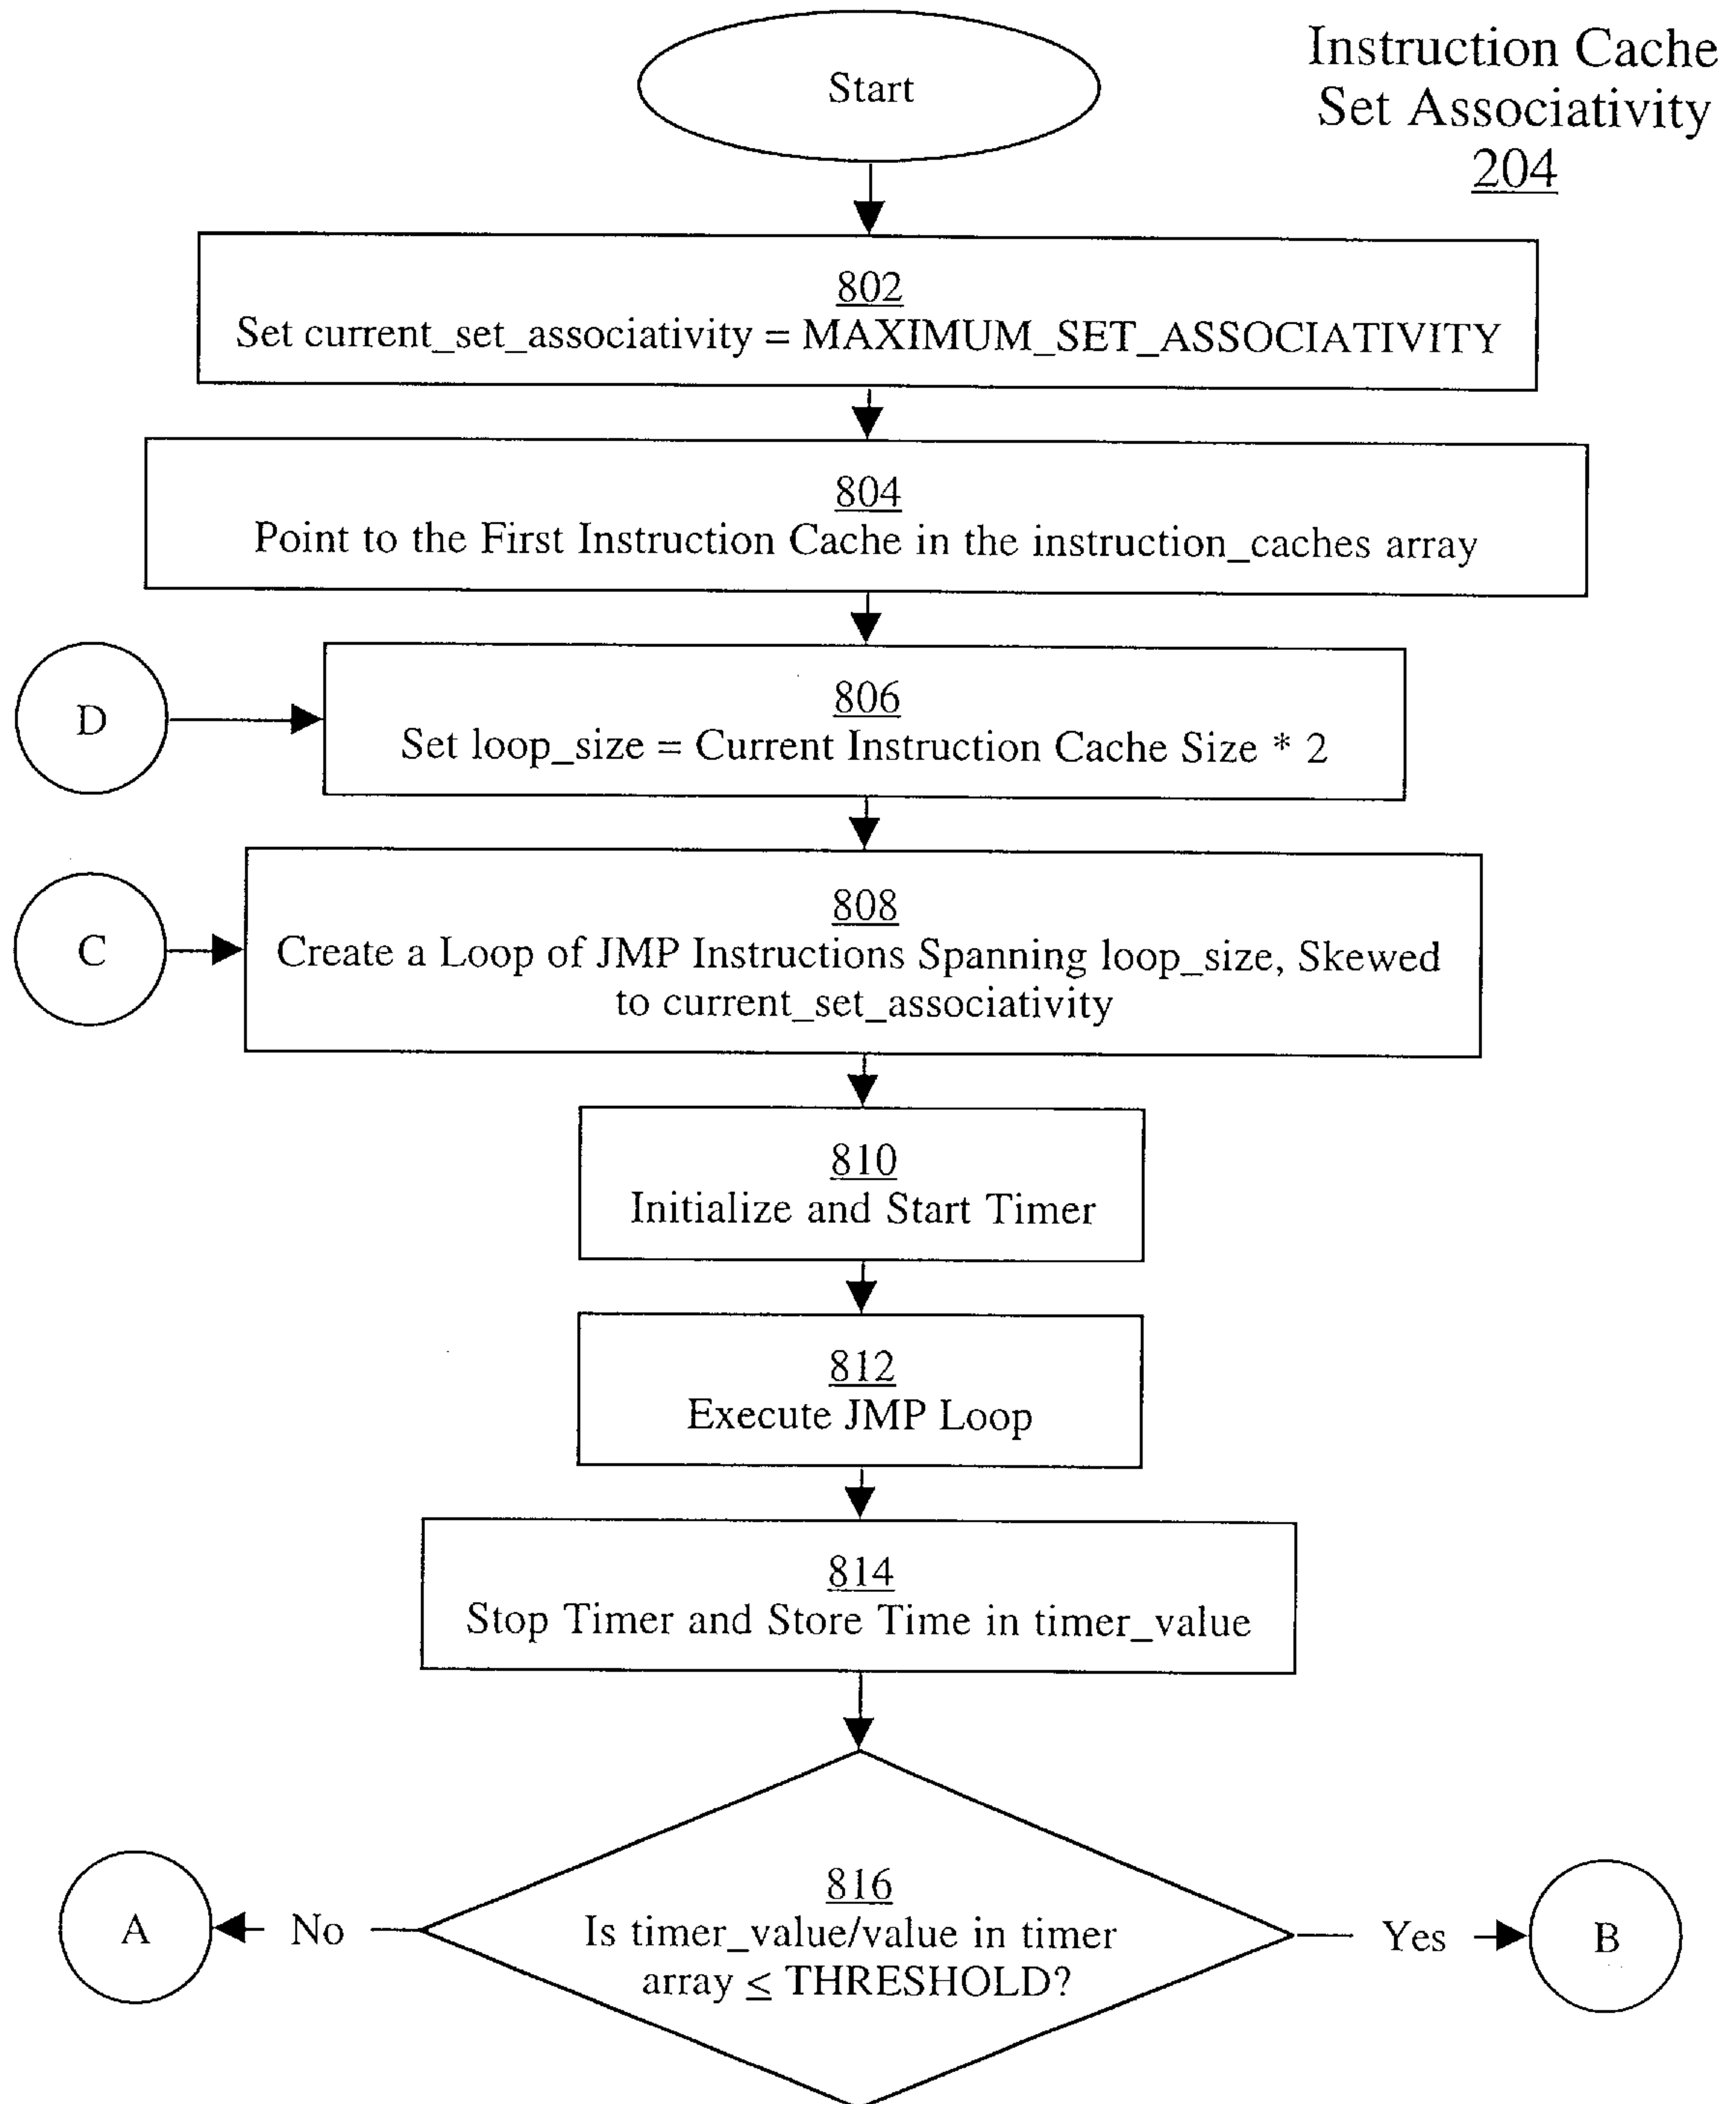 Instruction Cache
Set Associativity
204
Start
802
Set current_set_associativity = MAXIMUM_SET_ASSOCIATIVITY
804
Point to the First Instruction Cache in the instruction_caches array
D
806
Set loop_size = Current Instruction Cache Size * 2
C
808
Create a Loop of JMP Instructions Spanning loop_size, Skewed
to current_set_associativity
810
Initialize and Start Timer
812
Execute JMP Loop
814
Stop Timer and Store Time in timer_value
816
Is timer_value/value in timer
array ≤ THRESHOLD?
A
No
Yes
B